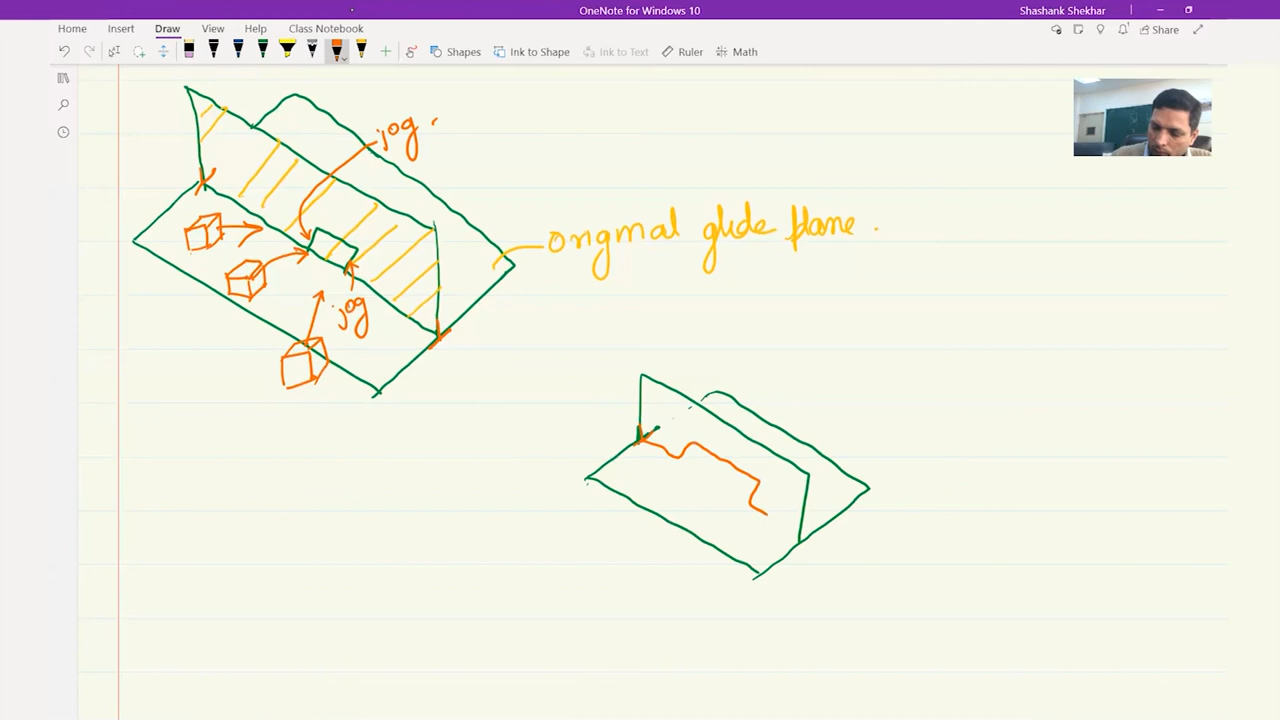 OneNote for Windows 10
Shashank Shekhar
Home Insert Draw View Help Class Notebook
Shapes Ink to Shape Ink to Text Ruler Math
Share
jog.
original glide plane.
jog